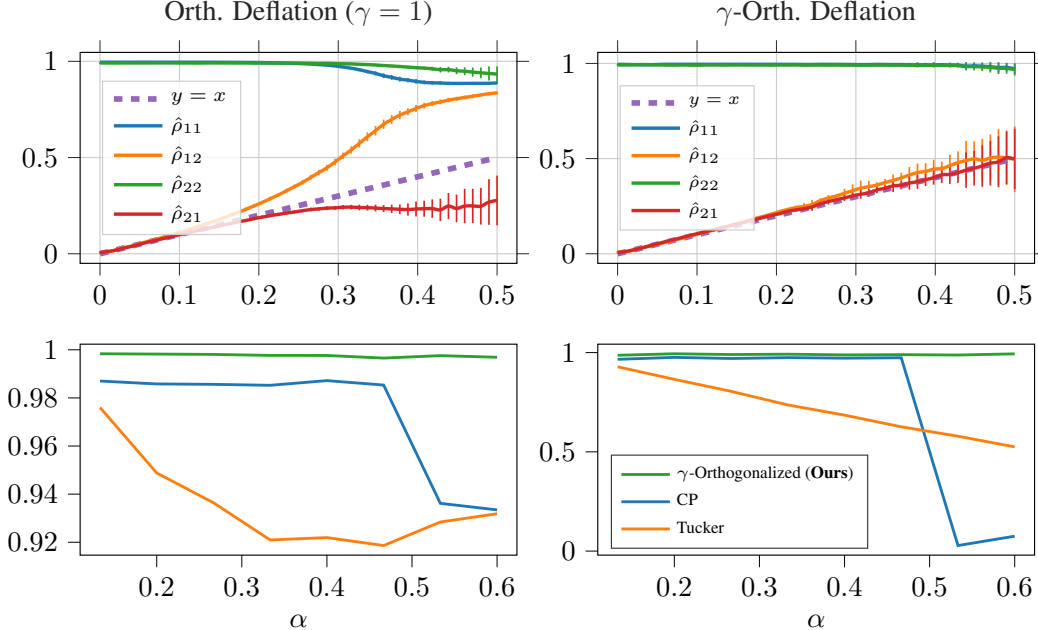 Orth. Deflation (γ = 1)
1
0.5
0
y = x
ρ̂11
ρ̂12
ρ̂22
ρ̂21
0 0.1 0.2 0.3 0.4 0.5
γ-Orth. Deflation
1
0.5
0
y = x
ρ̂11
ρ̂12
ρ̂22
ρ̂21
0 0.1 0.2 0.3 0.4 0.5
1
0.98
0.96
0.94
0.92
0.2 0.3 0.4 0.5 0.6
α
1
0.5
0
γ-Orthogonalized (Ours)
CP
Tucker
0.2 0.3 0.4 0.5 0.6
α